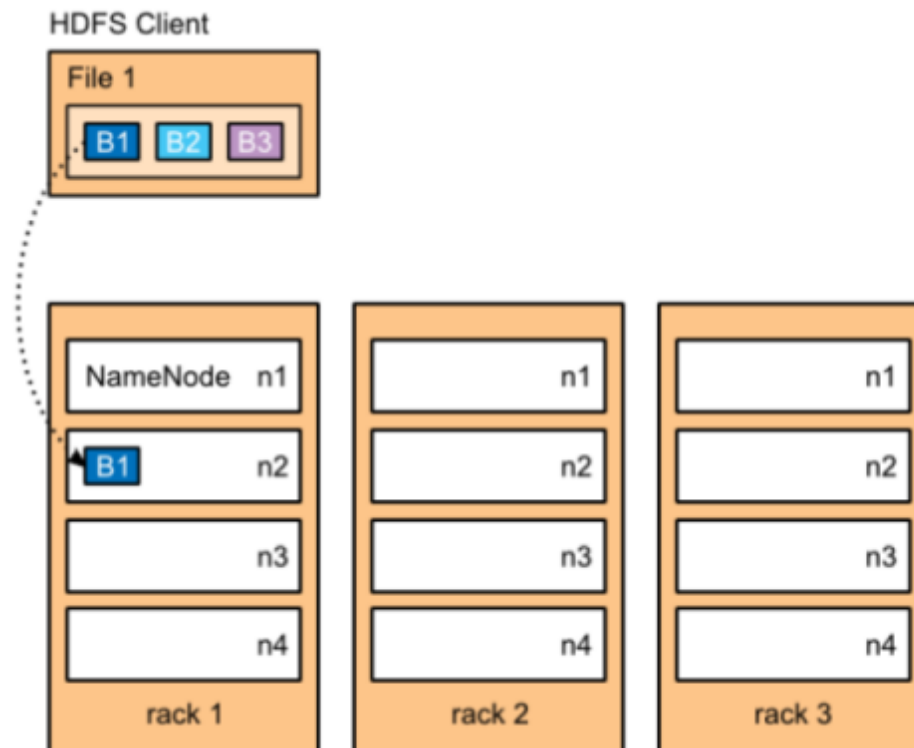 HDFS Client
File 1
B1 B2 B3
NameNode n1
B1 n2
n3
n4
rack 1
n1
n2
n3
n4
rack 2
n1
n2
n3
n4
rack 3